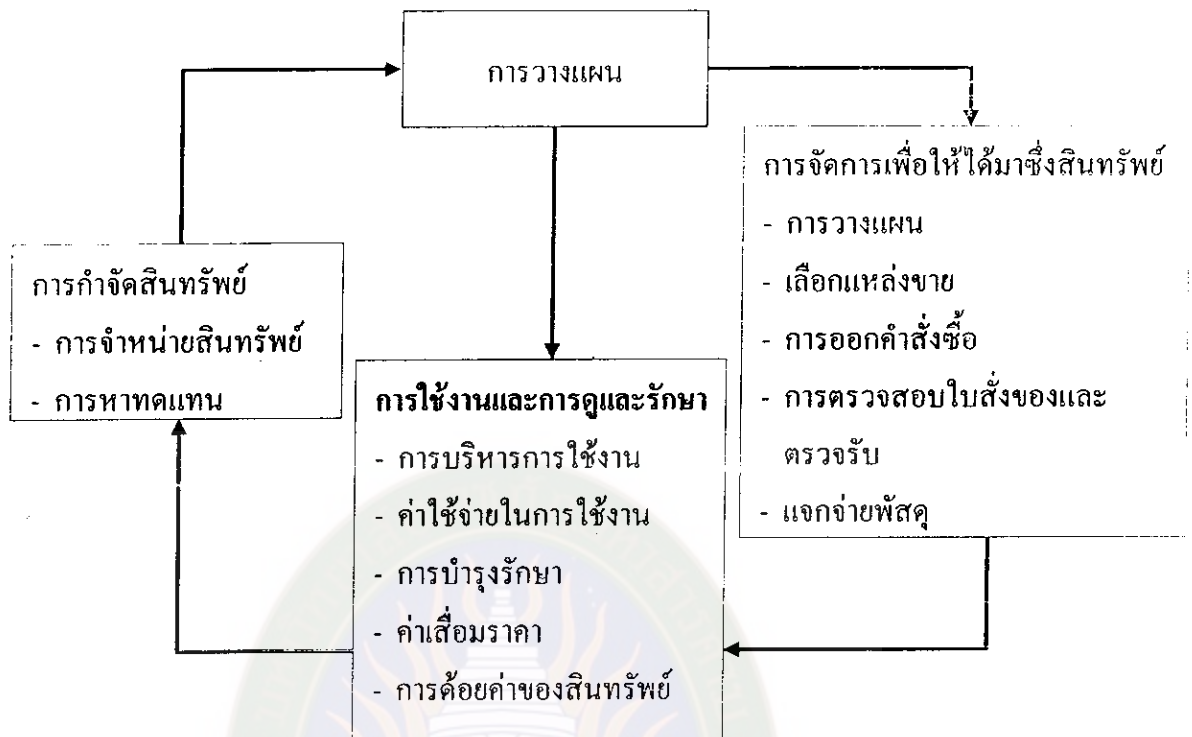 การวางแผน
การจัดการเพื่อให้ได้มาซึ่งสินทรัพย์
- การวางแผน
- เลือกแหล่งขาย
- การออกคำสั่งซื้อ
- การตรวจสอบใบสั่งของและ
ตรวจรับ
- แจกจ่ายพัสดุ
การใช้งานและการดูและรักษา
- การบริหารการใช้งาน
- ค่าใช้จ่ายในการใช้งาน
- การบำรุงรักษา
- ค่าเสื่อมราคา
- การด้อยค่าของสินทรัพย์
การกำจัดสินทรัพย์
- การจำหน่ายสินทรัพย์
- การหาทดแทน